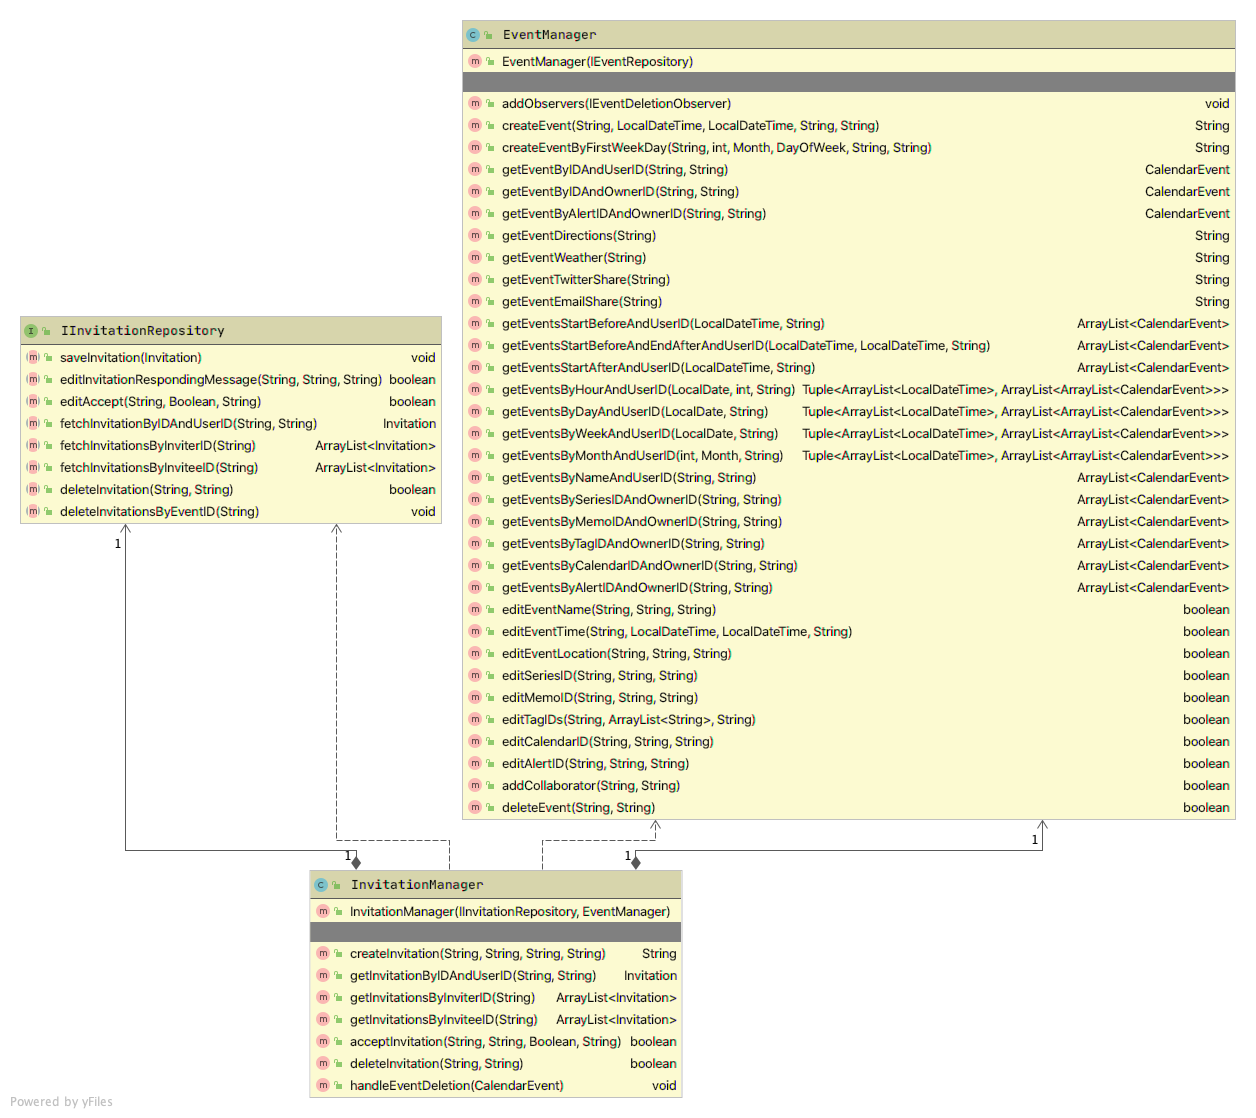 EventManager
EventManager(IEventRepository)
addObservers(IEventDeletionObserver) void
createEvent(String, LocalDateTime, LocalDateTime, String, String) String
createEventByFirstWeekDay(String, int, Month, DayOfWeek, String, String) String
getEventByIDAndUserID(String, String) CalendarEvent
getEventByIDAndOwnerID(String, String) CalendarEvent
getEventByAlertIDAndOwnerID(String, String) CalendarEvent
getEventDirections(String) String
getEventWeather(String) String
getEventTwitterShare(String) String
getEventEmailShare(String) String
getEventsStartBeforeAndUserID(LocalDateTime, String) ArrayList<CalendarEvent>
getEventsStartBeforeAndEndAfterAndUserID(LocalDateTime, LocalDateTime, String) ArrayList<CalendarEvent>
getEventsStartAfterAndUserID(LocalDateTime, String) ArrayList<CalendarEvent>
getEventsByHourAndUserID(LocalDate, int, String) Tuple<ArrayList<LocalDateTime>, ArrayList<ArrayList<CalendarEvent>>>
getEventsByDayAndUserID(LocalDate, String) Tuple<ArrayList<LocalDateTime>, ArrayList<ArrayList<CalendarEvent>>>
getEventsByWeekAndUserID(LocalDate, String) Tuple<ArrayList<LocalDateTime>, ArrayList<ArrayList<CalendarEvent>>>
getEventsByMonthAndUserID(int, Month, String) Tuple<ArrayList<LocalDateTime>, ArrayList<ArrayList<CalendarEvent>>>
getEventsByNameAndUserID(String, String) ArrayList<CalendarEvent>
getEventsBySeriesIDAndOwnerID(String, String) ArrayList<CalendarEvent>
getEventsByMemoIDAndOwnerID(String, String) ArrayList<CalendarEvent>
getEventsByTagIDAndOwnerID(String, String) ArrayList<CalendarEvent>
getEventsByCalendarIDAndOwnerID(String, String) ArrayList<CalendarEvent>
getEventsByAlertIDAndOwnerID(String, String) ArrayList<CalendarEvent>
editEventName(String, String, String) boolean
editEventTime(String, LocalDateTime, LocalDateTime, String) boolean
editEventLocation(String, String, String) boolean
editSeriesID(String, String, String) boolean
editMemoID(String, String, String) boolean
editTagIDs(String, ArrayList<String>, String) boolean
editCalendarID(String, String, String) boolean
editAlertID(String, String, String) boolean
addCollaborator(String, String) boolean
deleteEvent(String, String) boolean
IInvitationRepository
saveInvitation(Invitation) void
editInvitationRespondingMessage(String, String, String) boolean
editAccept(String, Boolean, String) boolean
fetchInvitationByIDAndUserID(String, String) Invitation
fetchInvitationsByInviterID(String) ArrayList<Invitation>
fetchInvitationsByInviteeID(String) ArrayList<Invitation>
deleteInvitation(String, String) boolean
deleteInvitationsByEventID(String) void
1
1
1
1
InvitationManager
InvitationManager(IInvitationRepository, EventManager)
createInvitation(String, String, String, String) String
getInvitationByIDAndUserID(String, String) Invitation
getInvitationsByInviterID(String) ArrayList<Invitation>
getInvitationsByInviteeID(String) ArrayList<Invitation>
acceptInvitation(String, String, Boolean, String) boolean
deleteInvitation(String, String) boolean
handleEventDeletion(CalendarEvent) void
Powered by yFiles